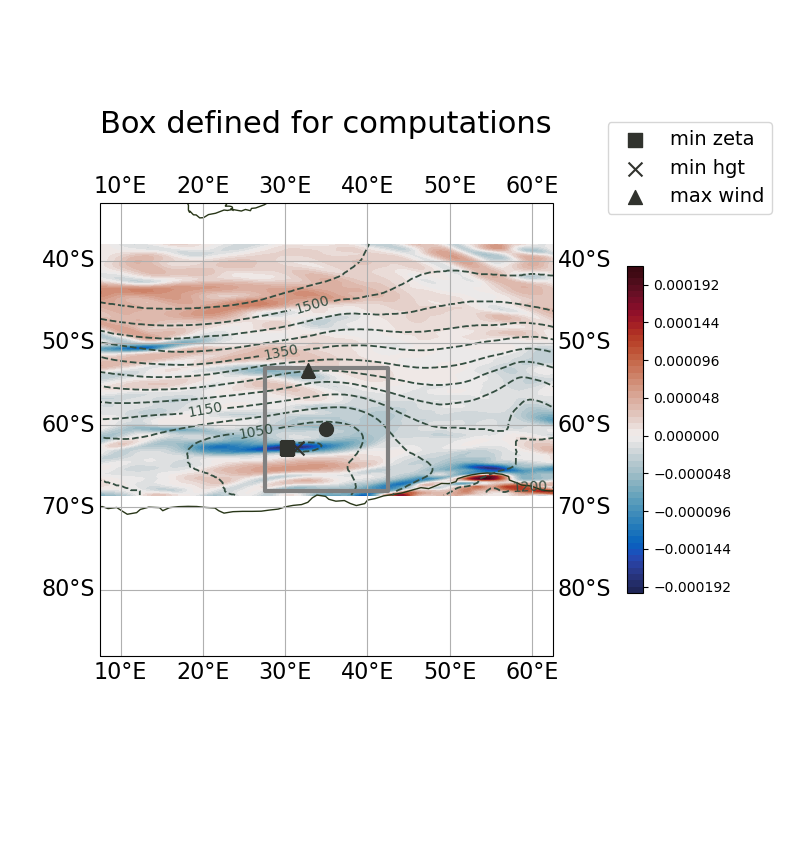 Box defined for computations
min zeta
min hgt
max wind
10°E 20°E 30°E 40°E 50°E 60°E
40°S 40°S
50°S 50°S
60°S 60°S
70°S 70°S
80°S 80°S
10°E 20°E 30°E 40°E 50°E 60°E
1500
1350
1150
1050
1200
0.000192
0.000144
0.000096
0.000048
0.000000
−0.000048
−0.000096
−0.000144
−0.000192